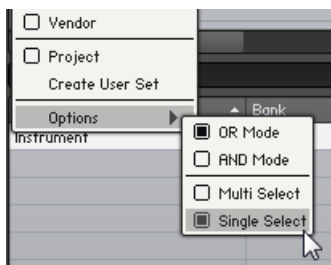 Vendor
Project
Create User Set
Options
Bank
Instrument
OR Mode
AND Mode
Multi Select
Single Select